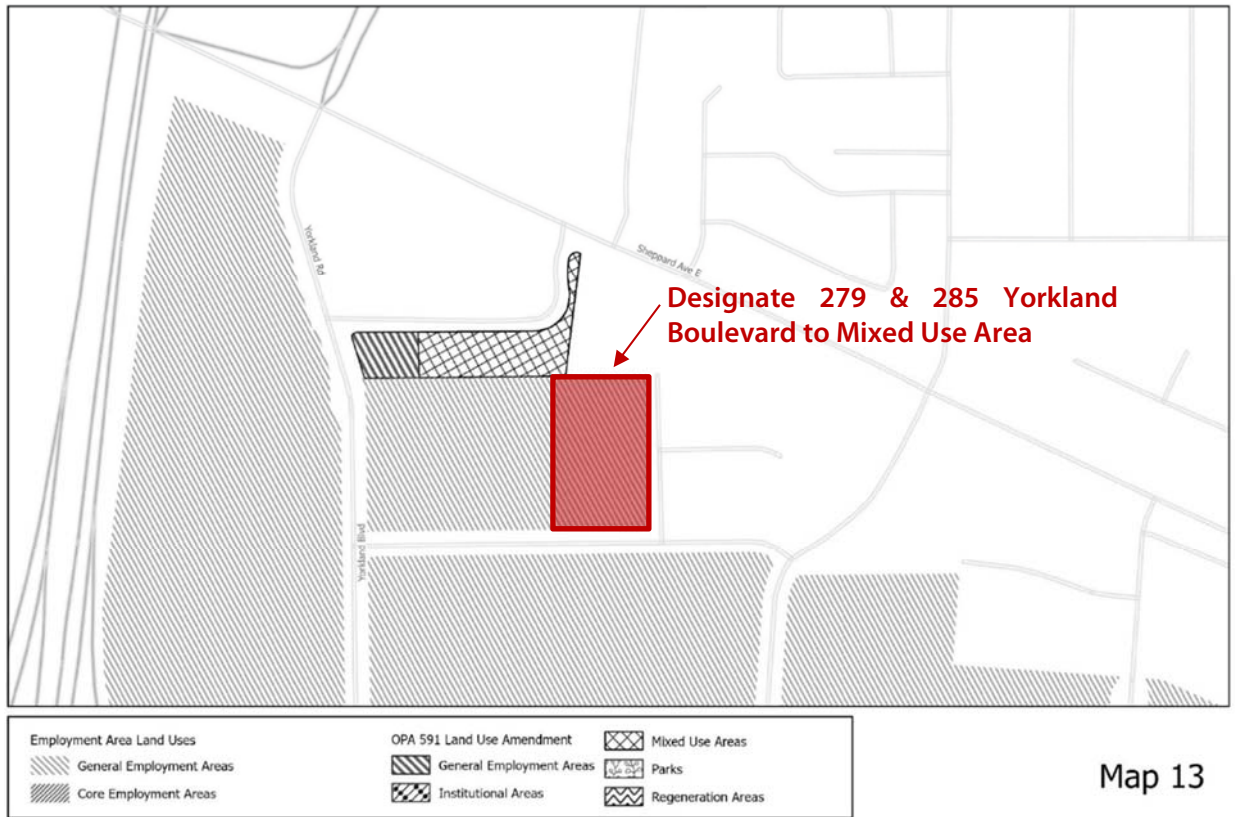 Yorkland Rd
Sheppard Ave E
Designate 279 & 285 Yorkland
Boulevard to Mixed Use Area
Yorkland Blvd
Employment Area Land Uses
General Employment Areas
Core Employment Areas
OPA 591 Land Use Amendment
General Employment Areas
Institutional Areas
Mixed Use Areas
Parks
Regeneration Areas
Map 13